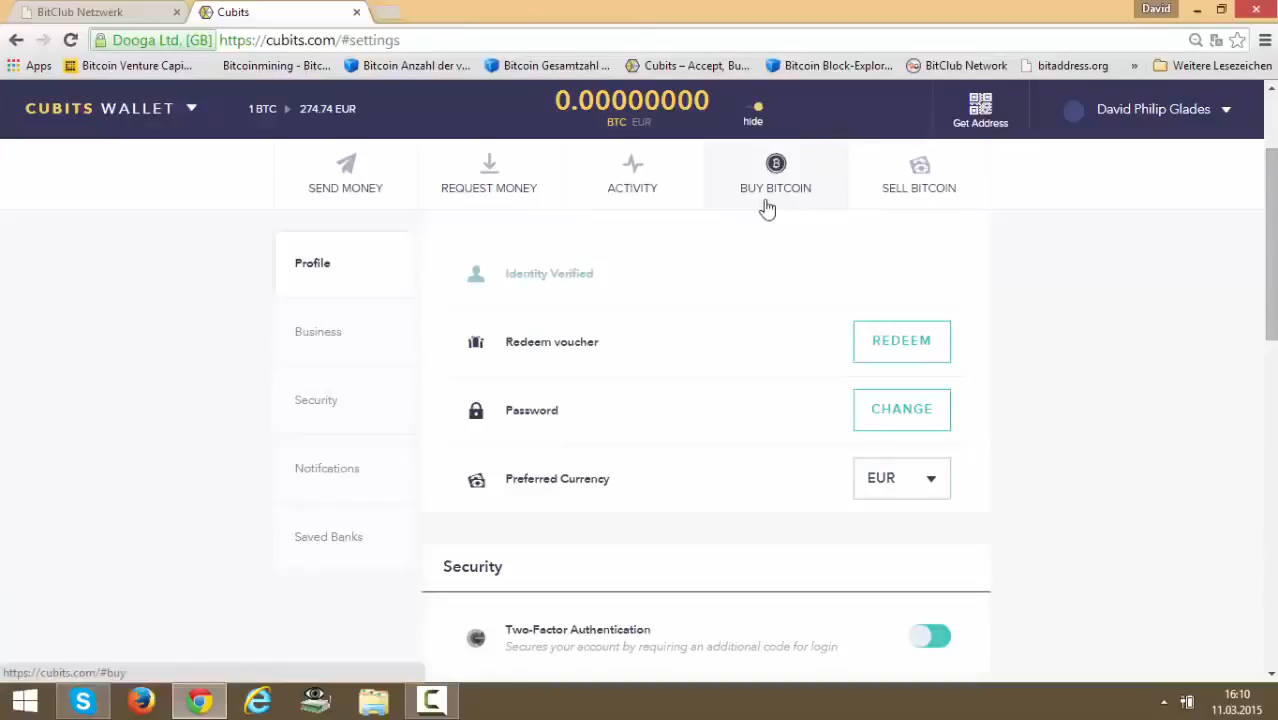 BitClub Netzwerk × Cubits × David
Dooga Ltd. [GB] https://cubits.com/#settings
Apps Bitcoin Venture Capi... Bitcoinmining - Bitc... Bitcoin Anzahl der v... Bitcoin Gesamtzahl ... Cubits – Accept, Bu... Bitcoin Block-Explor... BitClub Network bitaddress.org » Weitere Lesezeichen
CUBITS WALLET 1 BTC 274.74 EUR 0.00000000 David Philip Glades
BTC EUR hide Get Address
SEND MONEY REQUEST MONEY ACTIVITY BUY BITCOIN SELL BITCOIN
Profile
Business
Security
Notifcations
Saved Banks
Identity Verified
Redeem voucher REDEEM
Password CHANGE
Preferred Currency EUR
Security
Two-Factor Authentication
Secures your account by requiring an additional code for login
https://cubits.com/#buy
16:10
11.03.2015